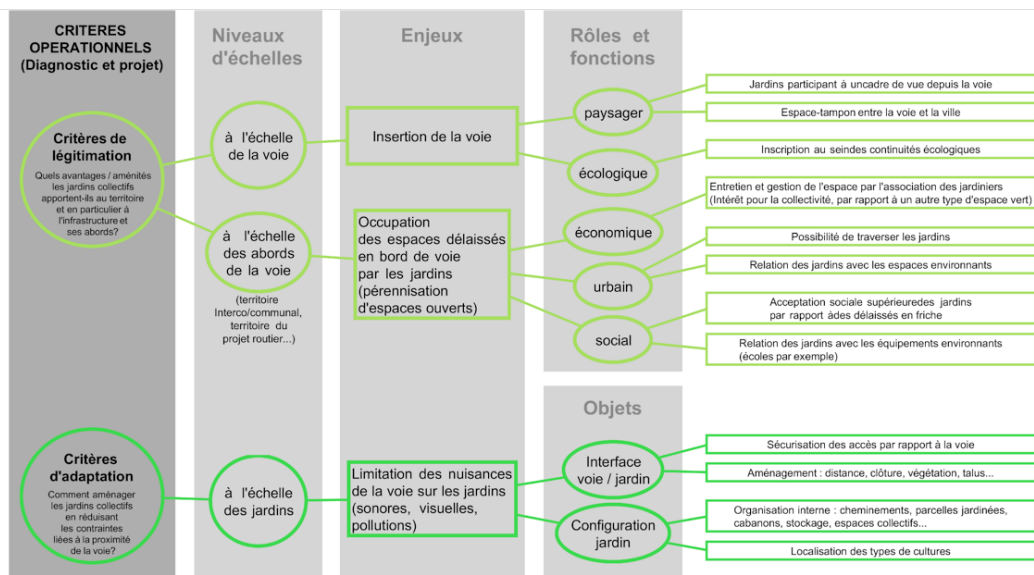 CRITERES
OPERATIONNELS
(Diagnostic et projet)
Niveaux
d'échelles
Enjeux
Rôles et
fonctions
Critères de
légitimation
Quels avantages / aménités
les jardins collectifs
apportent-ils au territoire
et en particulier à
l'infrastructure et
ses abords?
à l'échelle
de la voie
à l'échelle
des abords
de la voie
(territoire
Interco/communal,
territoire du
projet routier...)
Insertion de la voie
Occupation
des espaces délaissés
en bord de voie
par les jardins
(pérennisation
d'espaces ouverts)
paysager
écologique
économique
urbain
social
Jardins participant à uncadre de vue depuis la voie
Espace-tampon entre la voie et la ville
Inscription au seindes continuités écologiques
Entretien et gestion de l'espace par l'association des jardiniers
(Intérêt pour la collectivité, par rapport à un autre type d'espace vert)
Possibilité de traverser les jardins
Relation des jardins avec les espaces environnants
Acceptation sociale supérieuredes jardins
par rapport àdes délaissés en friche
Relation des jardins avec les équipements environnants
(écoles par exemple)
Objets
Critères
d'adaptation
Comment aménager
les jardins collectifs
en réduisant
les contraintes
liées à la proximité
de la voie?
à l'échelle
des jardins
Limitation des nuisances
de la voie sur les jardins
(sonores, visuelles,
pollutions)
Interface
voie / jardin
Configuration
jardin
Sécurisation des accès par rapport à la voie
Aménagement : distance, clôture, végétation, talus...
Organisation interne : cheminements, parcelles jardinées,
cabanons, stockage, espaces collectifs...
Localisation des types de cultures